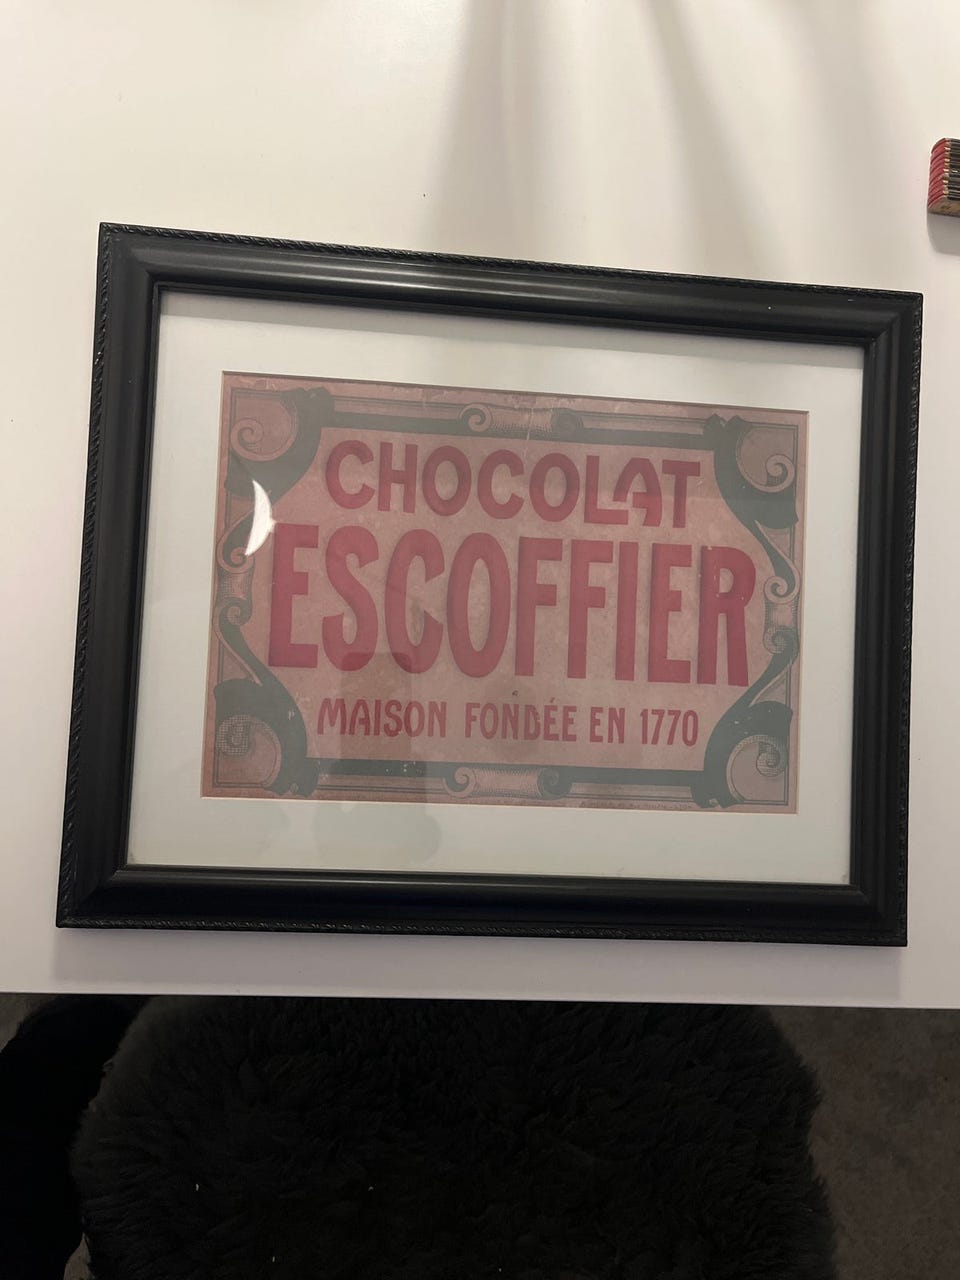 CHOCOLAT
ESCOFFIER
MAISON FONDÉE EN 1770